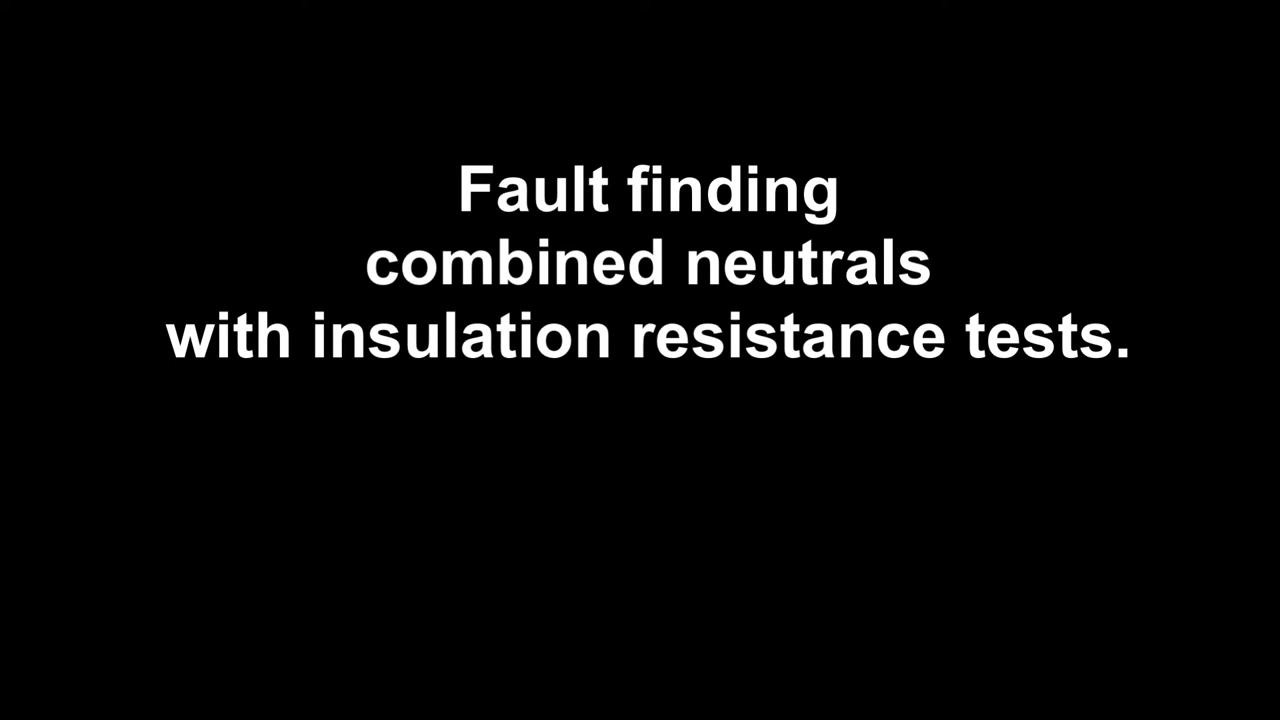 Fault finding
combined neutrals
with insulation resistance tests.